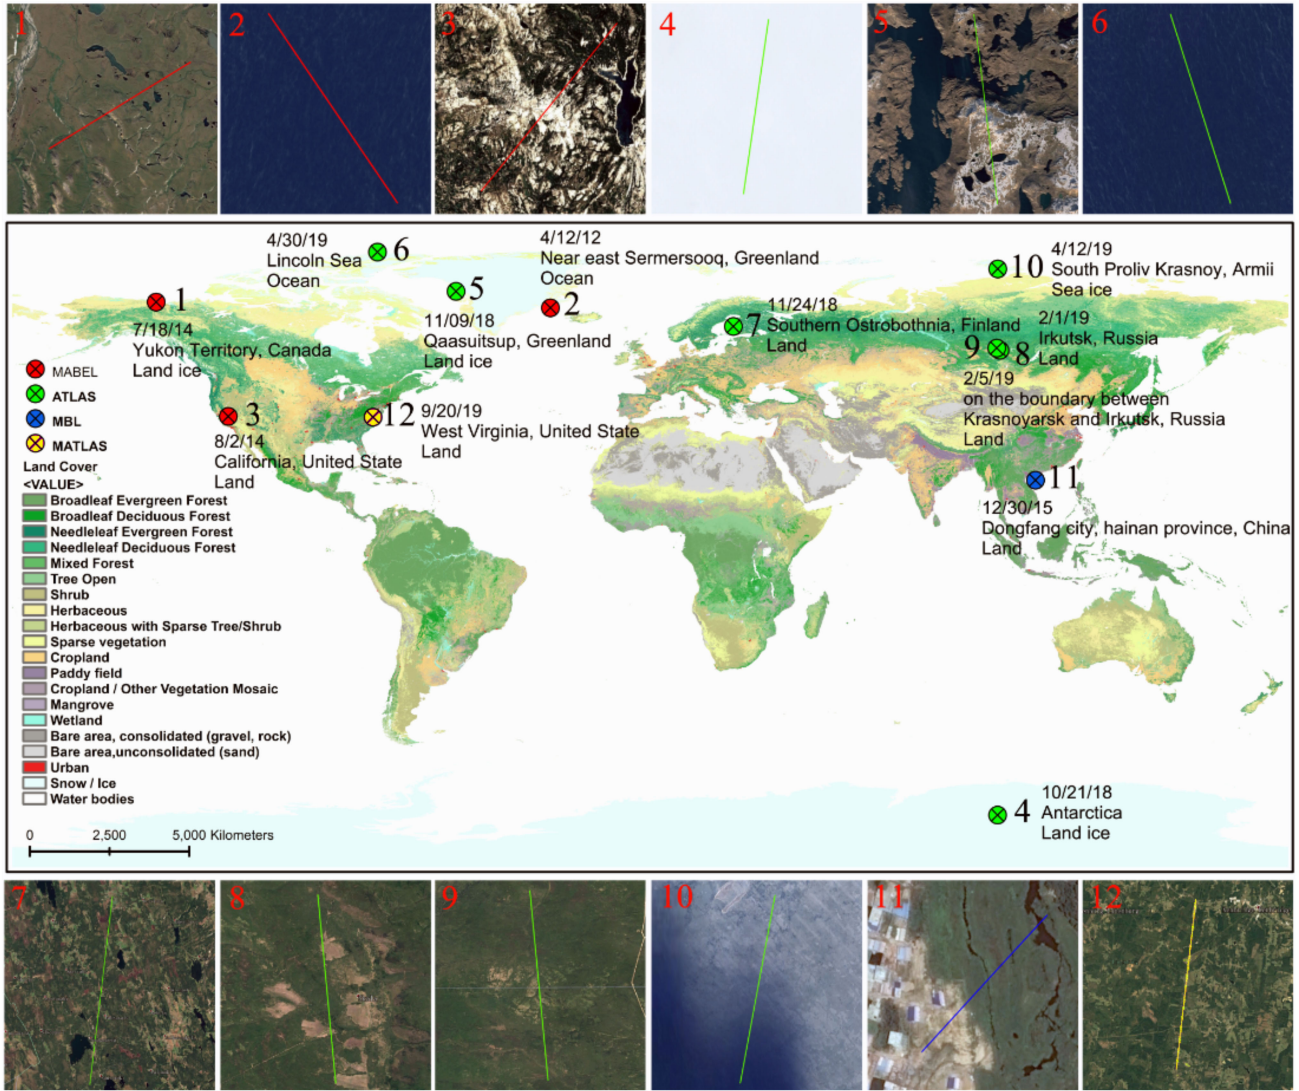 1
2
3
4
5
6
4/30/19
Lincoln Sea
Ocean
6
4/12/12
Near east Sermersooq, Greenland
Ocean
2
4/12/19
10 South Proliv Krasnoy, Armii
Sea ice
1
7/18/14
Yukon Territory, Canada
Land ice
5
11/09/18
Qaasuitsup, Greenland
Land ice
11/24/18
7 Southern Ostrobothnia, Finland
Land
2/1/19
8 Irkutsk, Russia
Land
9
2/5/19
on the boundary between
Krasnoyarsk and Irkutsk, Russia
Land
MABEL
ATLAS
MBL
MATLAS
3
8/2/14
California, United State
Land
12 9/20/19
West Virginia, United State
Land
11
12/30/15
Dongfang city, hainan province, China
Land
Land Cover
<VALUE>
Broadleaf Evergreen Forest
Broadleaf Deciduous Forest
Needleleaf Evergreen Forest
Needleleaf Deciduous Forest
Mixed Forest
Tree Open
Shrub
Herbaceous
Herbaceous with Sparse Tree/Shrub
Sparse vegetation
Cropland
Paddy field
Cropland / Other Vegetation Mosaic
Mangrove
Wetland
Bare area, consolidated (gravel, rock)
Bare area,unconsolidated (sand)
Urban
Snow / Ice
Water bodies
0 2,500 5,000 Kilometers
10/21/18
4 Antarctica
Land ice
7
8
9
10
11
12